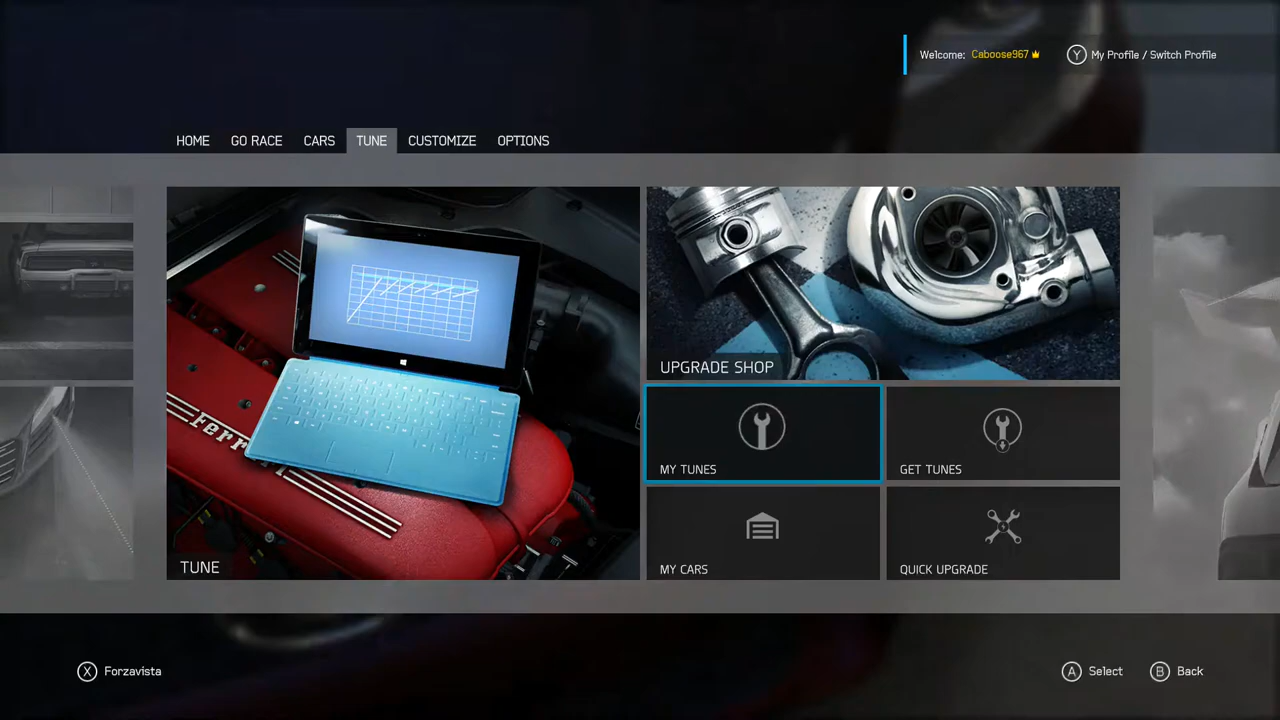 Welcome: Caboose967
Y My Profile / Switch Profile
HOME GO RACE CARS TUNE CUSTOMIZE OPTIONS
Ferr
TUNE
UPGRADE SHOP
MY TUNES
GET TUNES
MY CARS
QUICK UPGRADE
X Forzavista
A Select
B Back